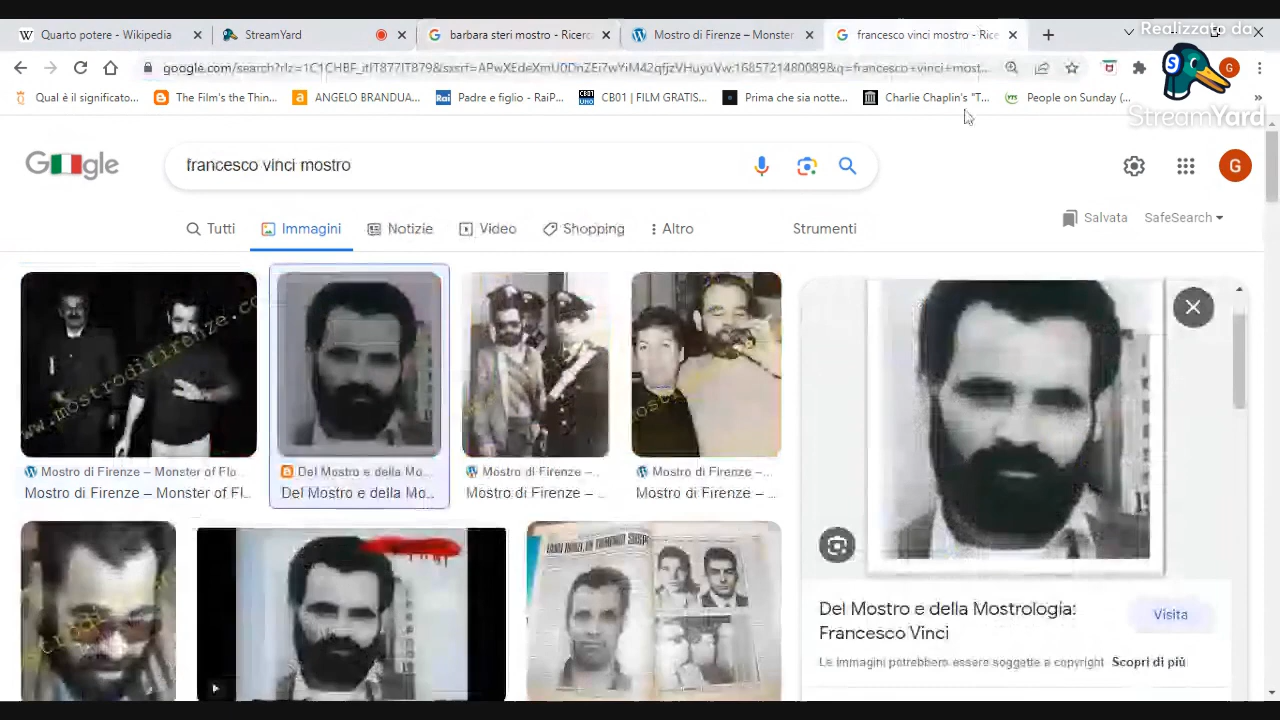 Realizzato da
Quarto potere - Wikipedia
StreamYard
Mostro di Firenze – Monster
francesco vinci mostro - Rice
Qual è il significato...
The Film's the Thin...
ANGELO BRANDUA...
Padre e figlio - RaiP...
CB01 | FILM GRATIS...
Prima che sia notte...
Charlie Chaplin's "T...
People on Sunday (...
StreamYard
Google
francesco vinci mostro
G
Tutti
Immagini
Notizie
Video
Shopping
Altro
Strumenti
Salvata
SafeSearch
www.mostrodifirenze.co
Mostro di Firenze – Monster of Flo...
Del Mostro e della Mo...
Mostro di Firenze – ...
Mostro di Firenze – ...
Mostro di Firenze – Monster of Fl...
Del Mostro e della Mo...
Mostro di Firenze – ...
Mostro di Firenze – ...
Del Mostro e della Mostrologia:
Francesco Vinci
Visita
Le immagini potrebbero essere soggette a copyright
Scopri di più